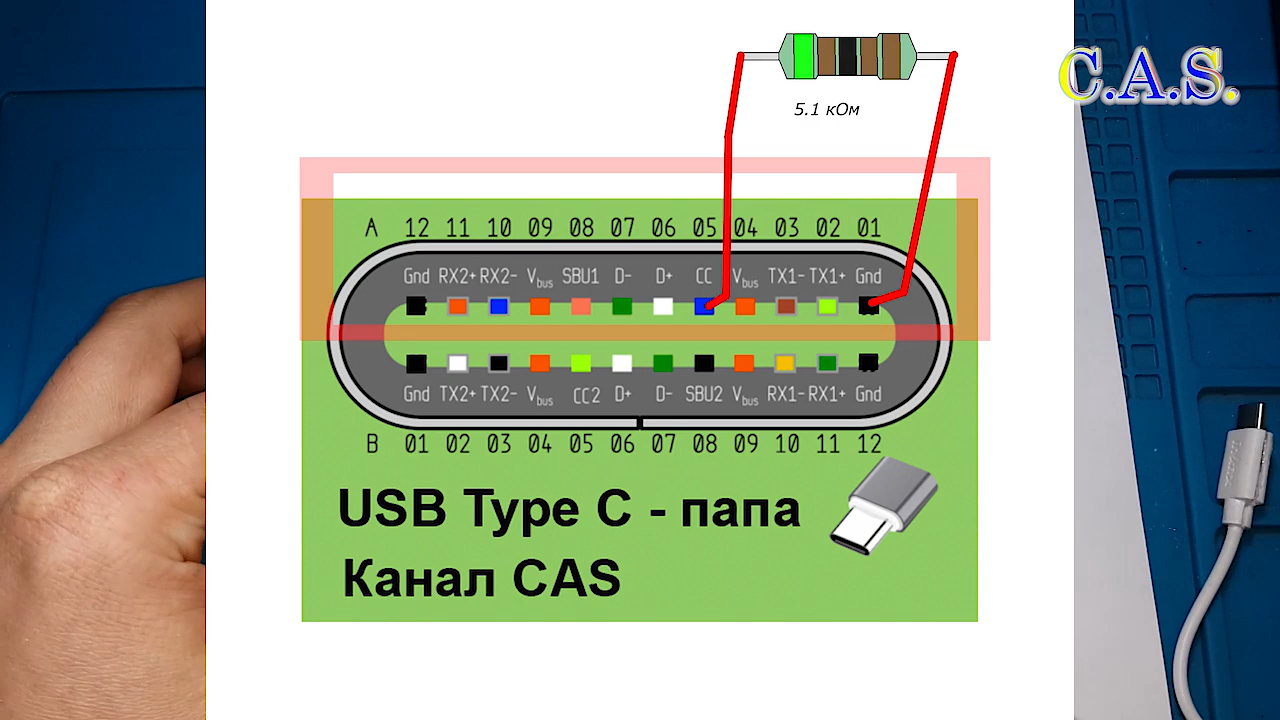 C.A.S.
5.1 кОм
A 12 11 10 09 08 07 06 05 04 03 02 01
Gnd RX2+ RX2- Vbus SBU1 D- D+ CC Vbus TX1- TX1+ Gnd
Gnd TX2+ TX2- Vbus CC2 D+ D- SBU2 Vbus RX1- RX1+ Gnd
B 01 02 03 04 05 06 07 08 09 10 11 12
USB Type C - папа
Канал CAS